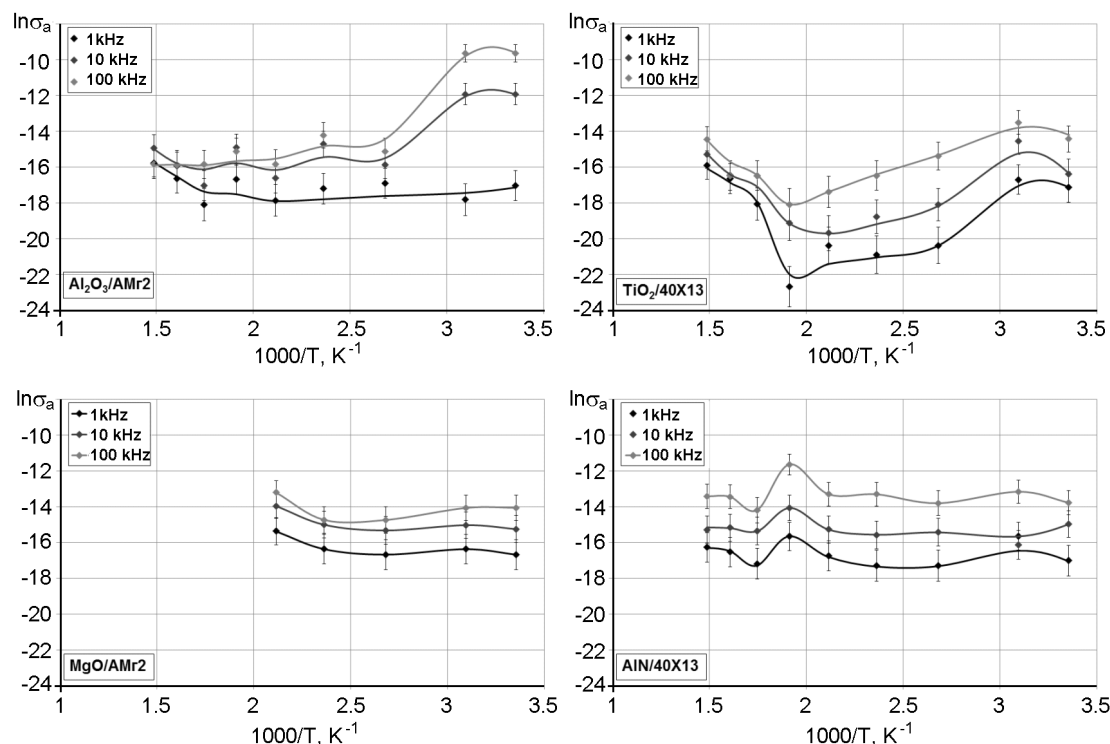 lnσₐ
1kHz
10 kHz
100 kHz
-10
-12
-14
-16
-18
-20
-22
-24
Al₂O₃/АМг2
1
1.5
2
2.5
3
3.5
1000/T, K⁻¹
lnσₐ
1kHz
10 kHz
100 kHz
-10
-12
-14
-16
-18
-20
-22
-24
TiO₂/40X13
1
1.5
2
2.5
3
3.5
1000/T, K⁻¹
lnσₐ
1kHz
10 kHz
100 kHz
-10
-12
-14
-16
-18
-20
-22
-24
MgO/АМг2
1
1.5
2
2.5
3
3.5
1000/T, K⁻¹
lnσₐ
1kHz
10 kHz
100 kHz
-10
-12
-14
-16
-18
-20
-22
-24
AlN/40X13
1
1.5
2
2.5
3
3.5
1000/T, K⁻¹